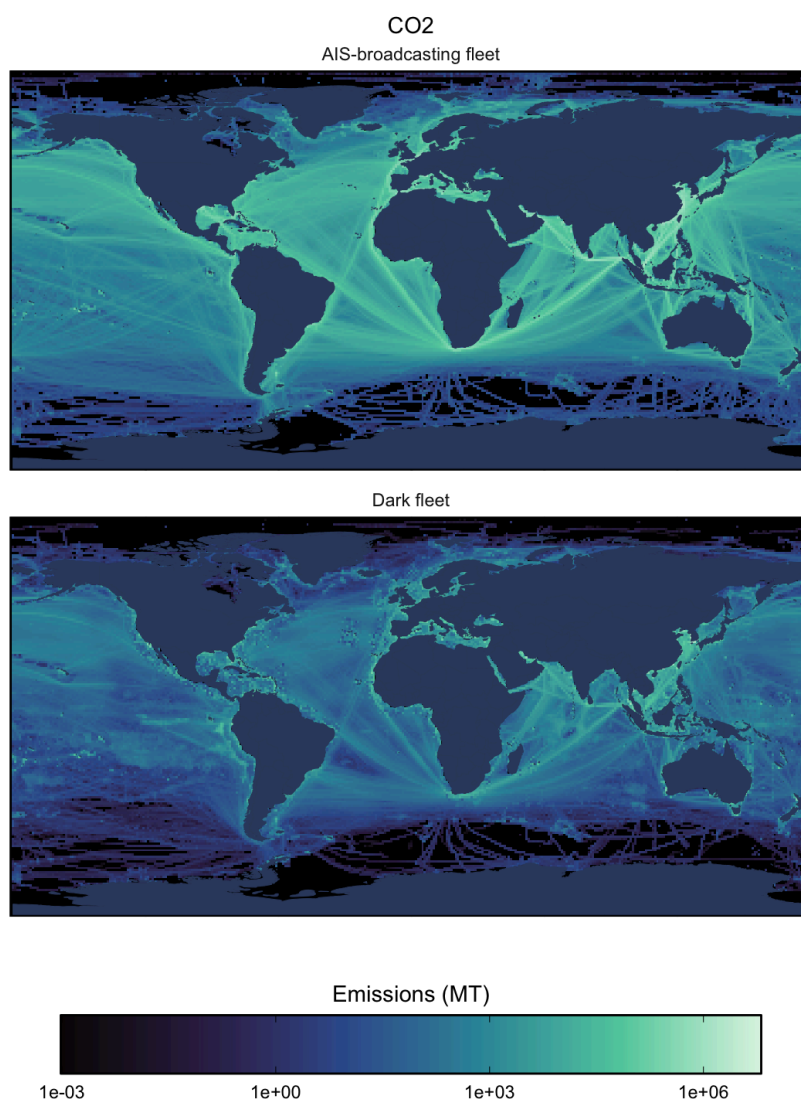 CO2
AIS-broadcasting fleet
Dark fleet
Emissions (MT)
1e-03 1e+00 1e+03 1e+06